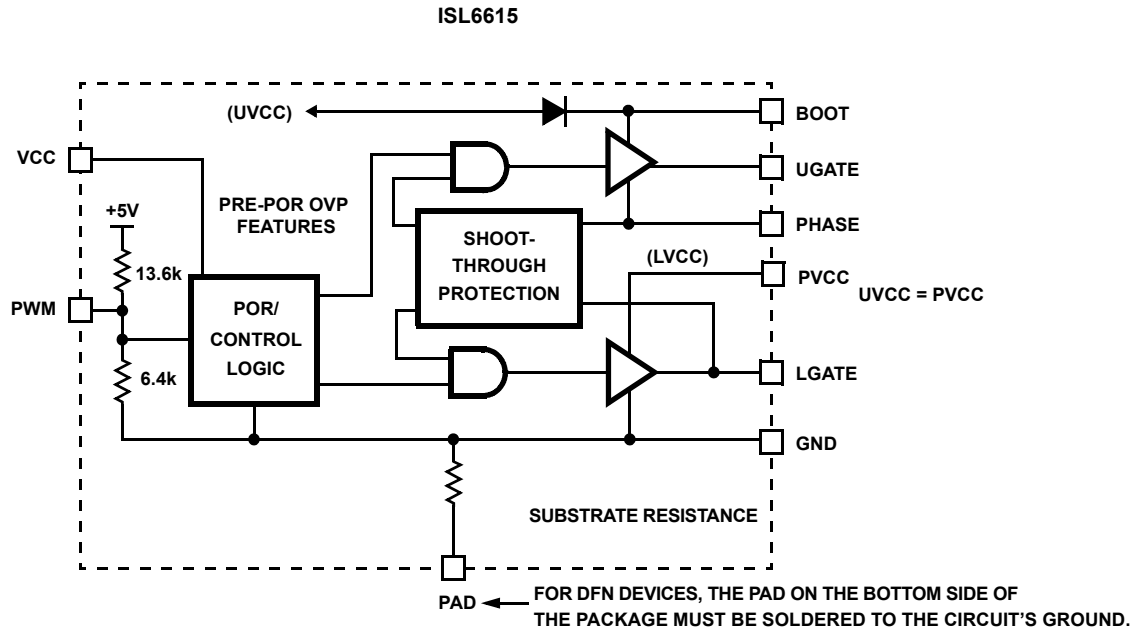 ISL6615
(UVCC)
BOOT
VCC
UGATE
+5V
PRE-POR OVP
FEATURES
PHASE
SHOOT-
THROUGH
PROTECTION
(LVCC)
13.6k
PVCC
UVCC = PVCC
PWM
POR/
CONTROL
LOGIC
6.4k
LGATE
GND
SUBSTRATE RESISTANCE
PAD
FOR DFN DEVICES, THE PAD ON THE BOTTOM SIDE OF
THE PACKAGE MUST BE SOLDERED TO THE CIRCUIT'S GROUND.